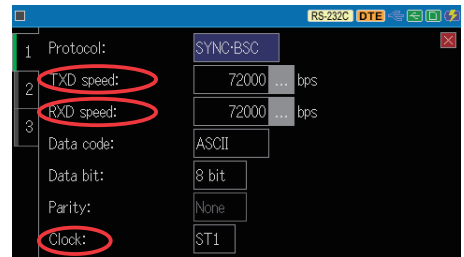 RS-232C DTE
1 Protocol: SYNC·BSC
TXD speed: 72000 ... bps
2
RXD speed: 72000 ... bps
3
Data code: ASCII
Data bit: 8 bit
Parity: None
Clock: ST1